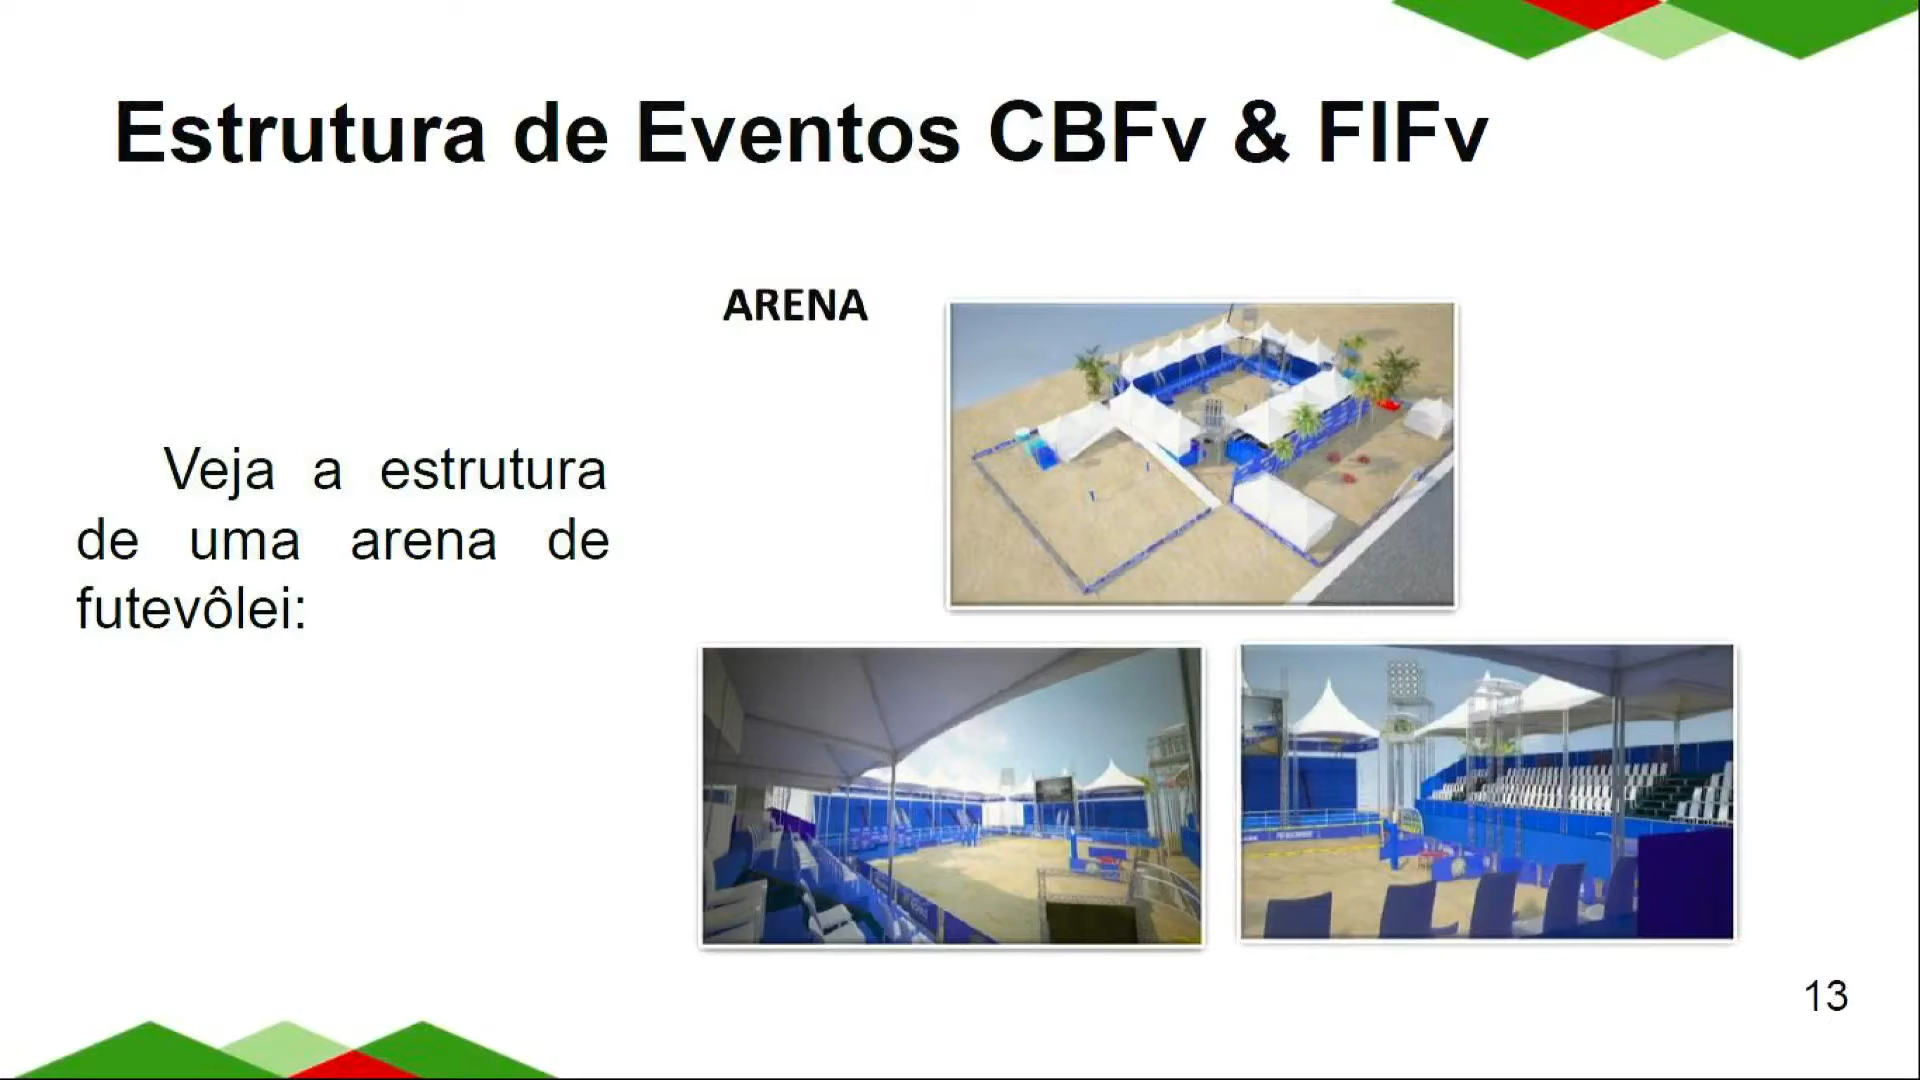 Estrutura de Eventos CBFv & FIFv
ARENA
Veja a estrutura
de uma arena de
futevôlei:
13